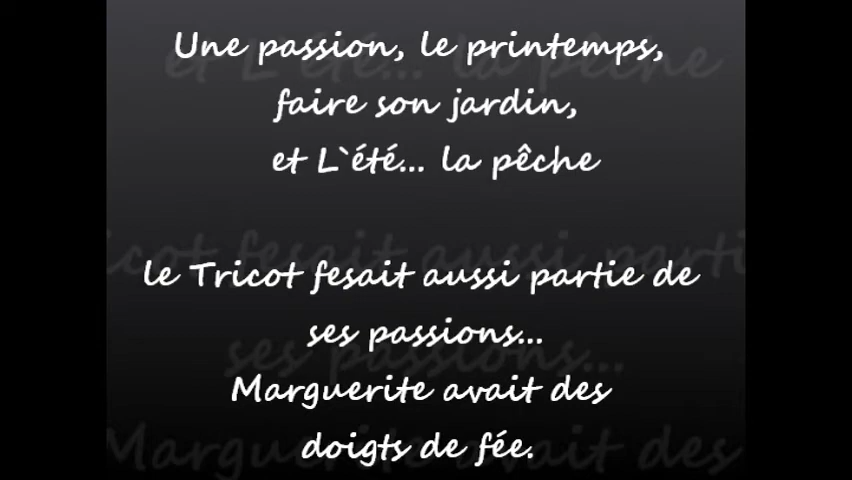 Une passion, le printemps,
faire son jardin,
et L`été... la pêche
le Tricot fesait aussi partie de
ses passions...
Marguerite avait des
doigts de fée.